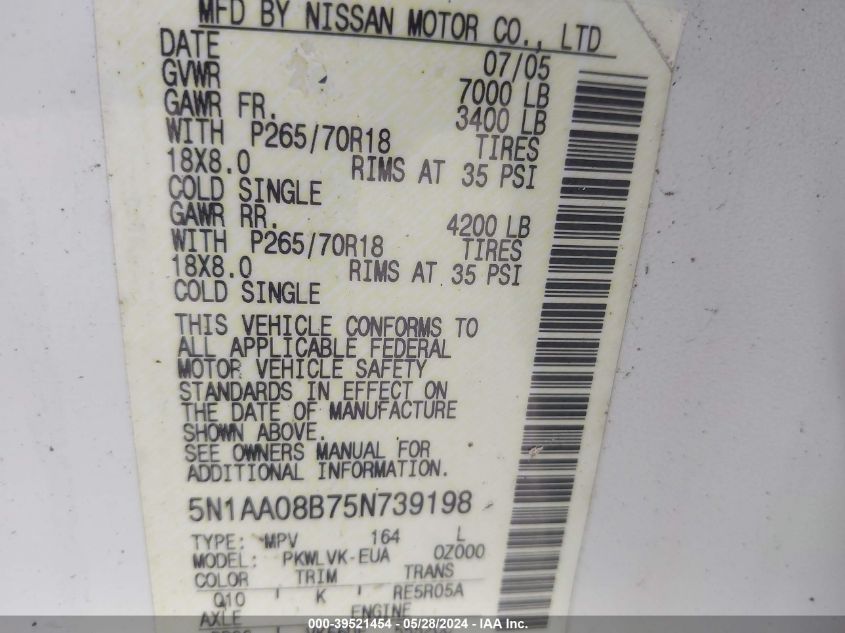 MFD BY NISSAN MOTOR CO., LTD
DATE 07/05
GVWR 7000 LB
GAWR FR. 3400 LB
WITH P265/70R18 TIRES
18X8.0 RIMS AT 35 PSI
COLD SINGLE
GAWR RR. 4200 LB
WITH P265/70R18 TIRES
18X8.0 RIMS AT 35 PSI
COLD SINGLE
THIS VEHICLE CONFORMS TO
ALL APPLICABLE FEDERAL
MOTOR VEHICLE SAFETY
STANDARDS IN EFFECT ON
THE DATE OF MANUFACTURE
SHOWN ABOVE.
SEE OWNERS MANUAL FOR
ADDITIONAL INFORMATION.
5N1AA08B75N739198
TYPE: MPV 164 L
MODEL: PKWLVK-EUA 0Z000
COLOR TRIM TRANS
Q10 K RE5R05A
AXLE ENGINE
000-39521454 - 05/28/2024 - IAA Inc.